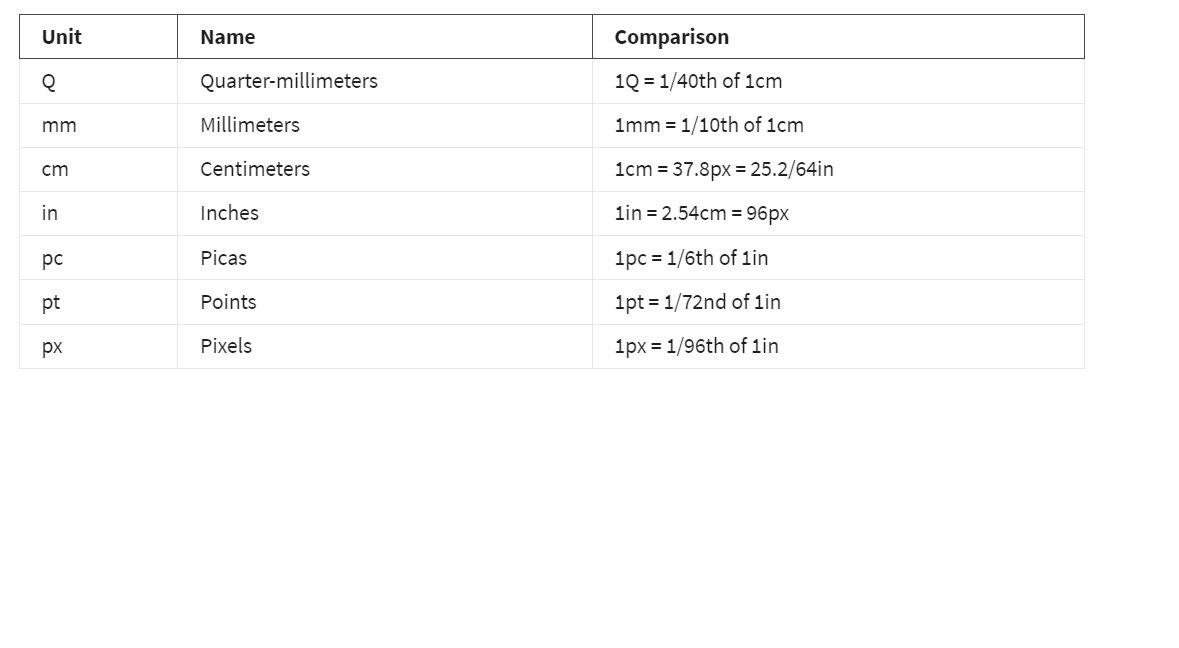 Unit Name Comparison
Q Quarter-millimeters 1Q = 1/40th of 1cm
mm Millimeters 1mm = 1/10th of 1cm
cm Centimeters 1cm = 37.8px = 25.2/64in
in Inches 1in = 2.54cm = 96px
pc Picas 1pc = 1/6th of 1in
pt Points 1pt = 1/72nd of 1in
px Pixels 1px = 1/96th of 1in